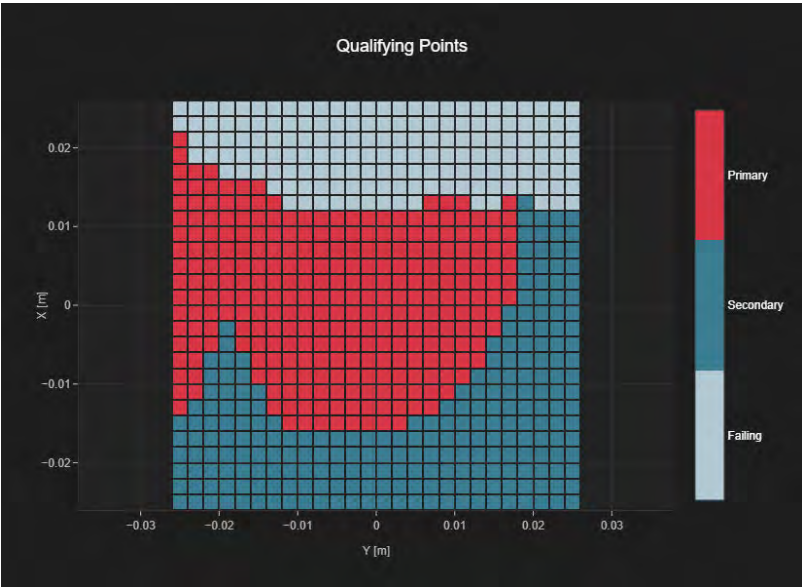 Qualifying Points
0.02
0.01
0
−0.01
−0.02
X [m]
−0.03
−0.02
−0.01
0
0.01
0.02
0.03
Y [m]
Primary
Secondary
Failing